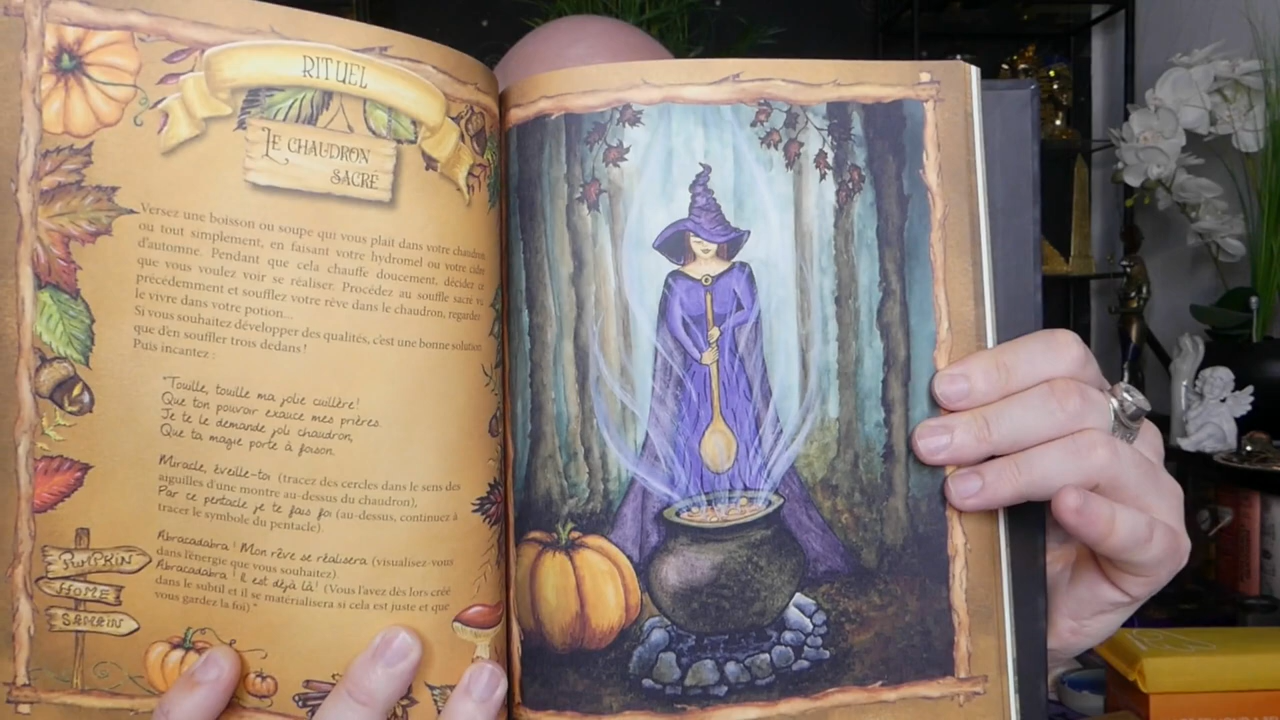 RITUEL
LE CHAUDRON
SACRÉ
Versez une boisson ou soupe qui vous plait dans votre chaudron
ou tout simplement, en faisant votre hydromel ou votre cidre
d'automne. Pendant que cela chauffe doucement, décidez ce
que vous voulez voir se réaliser. Procédez au souffle sacré vu
précédemment et soufflez votre rêve dans le chaudron, regardez-
le vivre dans votre potion...
Si vous souhaitez développer des qualités, c'est une bonne solution
que d'en souffler trois dedans !
Puis incantez :
"Touille, touille ma jolie cuillère!
Que ton pouvoir exauce mes prières.
Je te le demande joli chaudron,
Que ta magie porte à foison.
Miracle, éveille-toi (tracez des cercles dans le sens des
aiguilles d'une montre au-dessus du chaudron),
Par ce pentacle je te fais foi (au-dessus, continuez à
tracer le symbole du pentacle).
Abracadabra ! Mon rêve se réalisera (visualisez-vous
dans l'énergie que vous souhaitez).
Abracadabra ! Il est déjà là! (Vous l'avez dès lors créé
dans le subtil et il se matérialisera si cela est juste et que
vous gardez la foi) "
PUMPKIN
HOME
SAMAIN